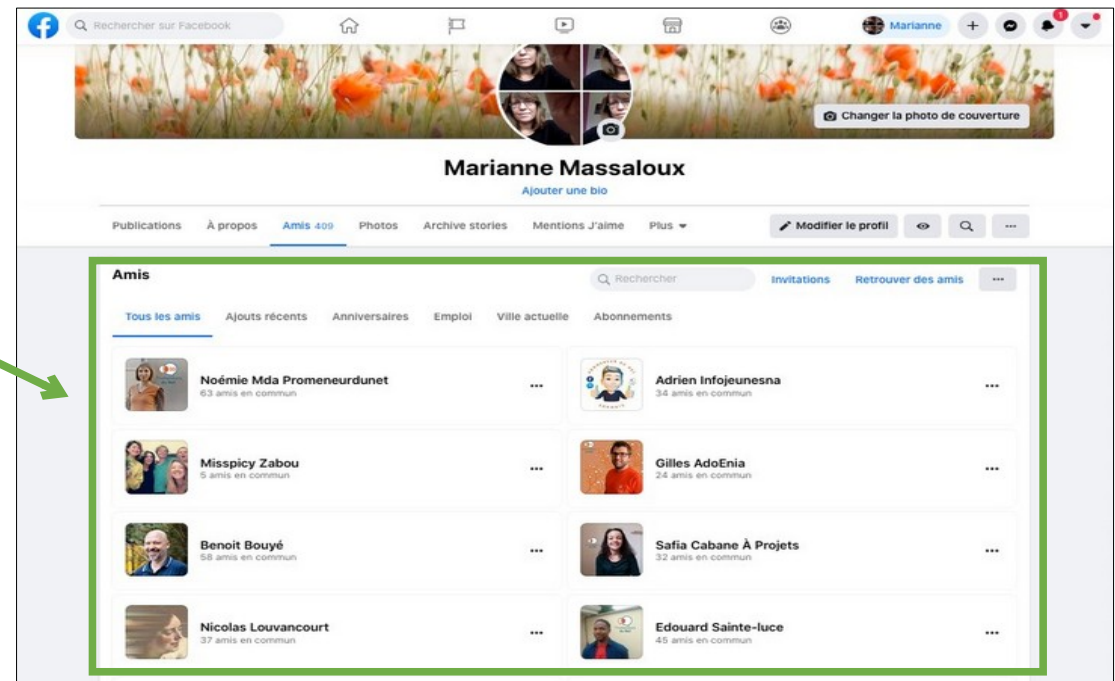 Rechercher sur Facebook
Marianne
1
Changer la photo de couverture
Marianne Massaloux
Ajouter une bio
Publications À propos Amis 409 Photos Archive stories Mentions J'aime Plus
Modifier le profil
Amis
Rechercher
Invitations
Retrouver des amis
Tous les amis Ajouts récents Anniversaires Emploi Ville actuelle Abonnements
Noémie Mda Promeneurdunet
63 amis en commun
Adrien Infojeunesna
34 amis en commun
Misspicy Zabou
5 amis en commun
Gilles AdoEnia
24 amis en commun
Benoit Bouyé
58 amis en commun
Safia Cabane À Projets
32 amis en commun
Nicolas Louvancourt
37 amis en commun
Edouard Sainte-luce
45 amis en commun